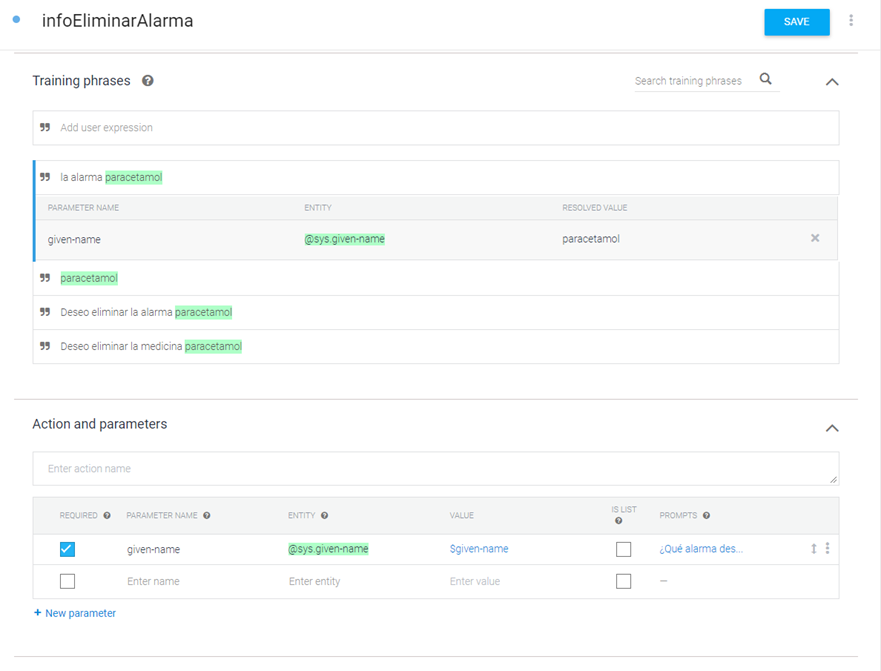 infoEliminarAlarma
SAVE
Training phrases
Search training phrases
Add user expression
la alarma paracetamol
PARAMETER NAME ENTITY RESOLVED VALUE
given-name @sys.given-name paracetamol
paracetamol
Deseo eliminar la alarma paracetamol
Deseo eliminar la medicina paracetamol
Action and parameters
Enter action name
REQUIRED PARAMETER NAME ENTITY VALUE IS LIST PROMPTS
given-name @sys.given-name $given-name ¿Qué alarma des...
Enter name Enter entity Enter value —
+ New parameter